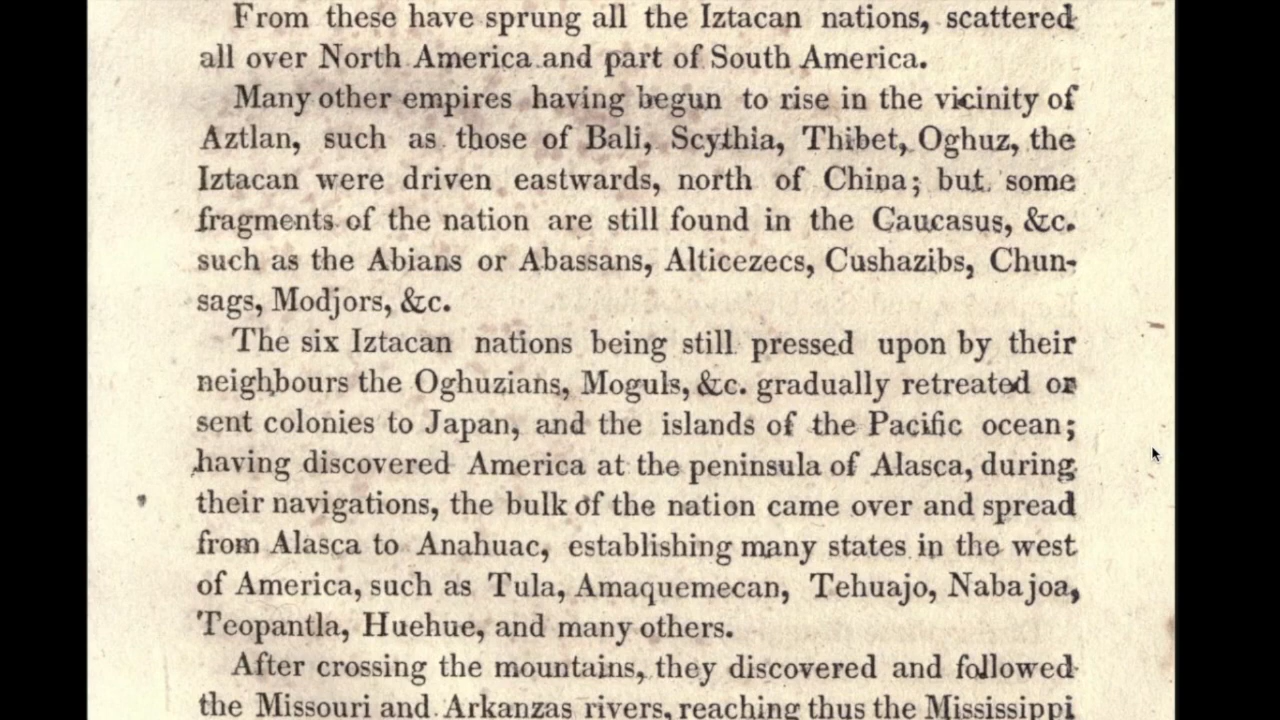 From these have sprung all the Iztacan nations, scattered
all over North America and part of South America.
Many other empires having begun to rise in the vicinity of
Aztlan, such as those of Bali, Scythia, Thibet, Oghuz, the
Iztacan were driven eastwards, north of China; but some
fragments of the nation are still found in the Caucasus, &c.
such as the Abians or Abassans, Alticezecs, Cushazibs, Chun-
sags, Modjors, &c.
The six Iztacan nations being still pressed upon by their
neighbours the Oghuzians, Moguls, &c. gradually retreated or
sent colonies to Japan, and the islands of the Pacific ocean;
having discovered America at the peninsula of Alasca, during
their navigations, the bulk of the nation came over and spread
from Alasca to Anahuac, establishing many states in the west
of America, such as Tula, Amaquemecan, Tehuajo, Nabajoa,
Teopantla, Huehue, and many others.
After crossing the mountains, they discovered and followed
the Missouri and Arkanzas rivers, reaching thus the Mississippi